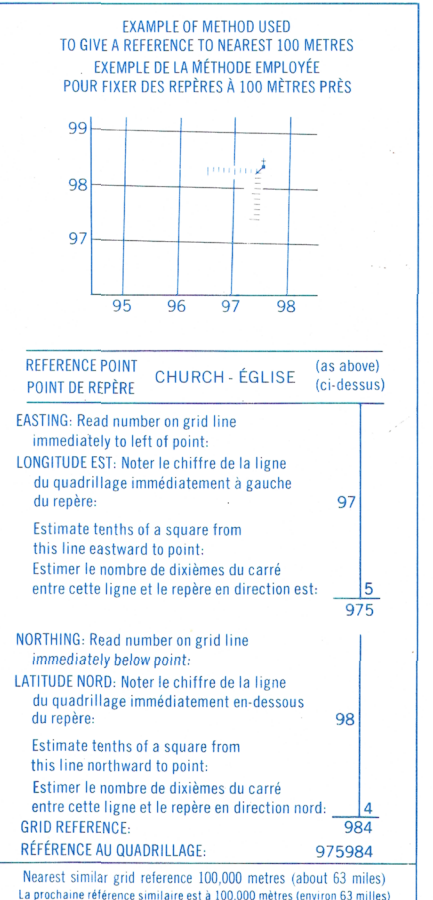 EXAMPLE OF METHOD USED
TO GIVE A REFERENCE TO NEAREST 100 METRES
EXEMPLE DE LA MÉTHODE EMPLOYÉE
POUR FIXER DES REPÈRES À 100 MÈTRES PRÈS
99
98
97
95 96 97 98
REFERENCE POINT
POINT DE REPÈRE
CHURCH - ÉGLISE
(as above)
(ci-dessus)
EASTING: Read number on grid line
immediately to left of point:
LONGITUDE EST: Noter le chiffre de la ligne
du quadrillage immédiatement à gauche
du repère: 97
Estimate tenths of a square from
this line eastward to point:
Estimer le nombre de dixièmes du carré
entre cette ligne et le repère en direction est: 5
975
NORTHING: Read number on grid line
immediately below point:
LATITUDE NORD: Noter le chiffre de la ligne
du quadrillage immédiatement en-dessous
du repère: 98
Estimate tenths of a square from
this line northward to point:
Estimer le nombre de dixièmes du carré
entre cette ligne et le repère en direction nord: 4
GRID REFERENCE: 984
RÉFÉRENCE AU QUADRILLAGE: 975984
Nearest similar grid reference 100,000 metres (about 63 miles)
La prochaine référence similaire est à 100,000 mètres (environ 63 milles)